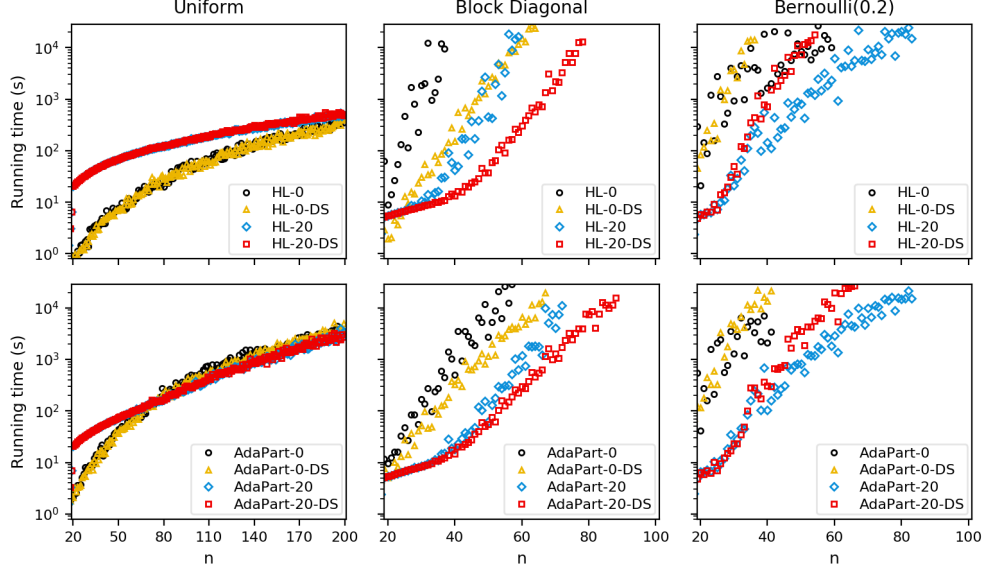 Uniform
Block Diagonal
Bernoulli(0.2)
Running time (s)
10⁴
10³
10²
10¹
10⁰
HL-0
HL-0-DS
HL-20
HL-20-DS
HL-0
HL-0-DS
HL-20
HL-20-DS
HL-0
HL-0-DS
HL-20
HL-20-DS
Running time (s)
10⁴
10³
10²
10¹
10⁰
AdaPart-0
AdaPart-0-DS
AdaPart-20
AdaPart-20-DS
AdaPart-0
AdaPart-0-DS
AdaPart-20
AdaPart-20-DS
AdaPart-0
AdaPart-0-DS
AdaPart-20
AdaPart-20-DS
20 50 80 110 140 170 200
20 40 60 80 100
20 40 60 80 100
n
n
n